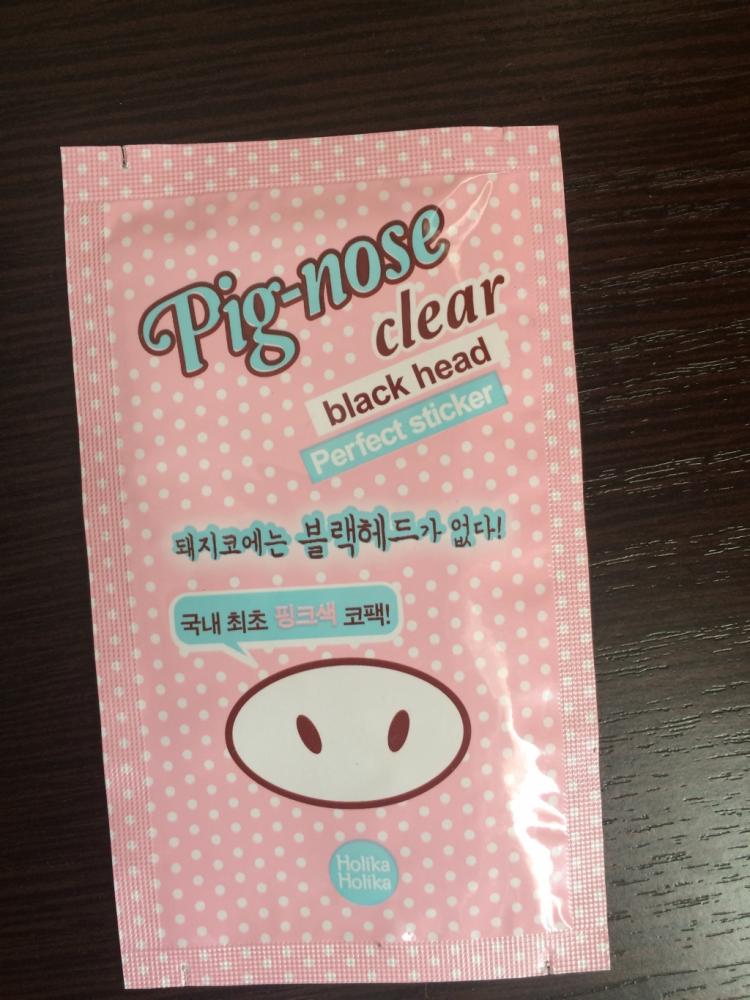 Pig-nose
clear
black head
Perfect sticker
돼지코에는 블랙헤드가 없다!
국내 최초 핑크색 코팩!
Holika
Holika